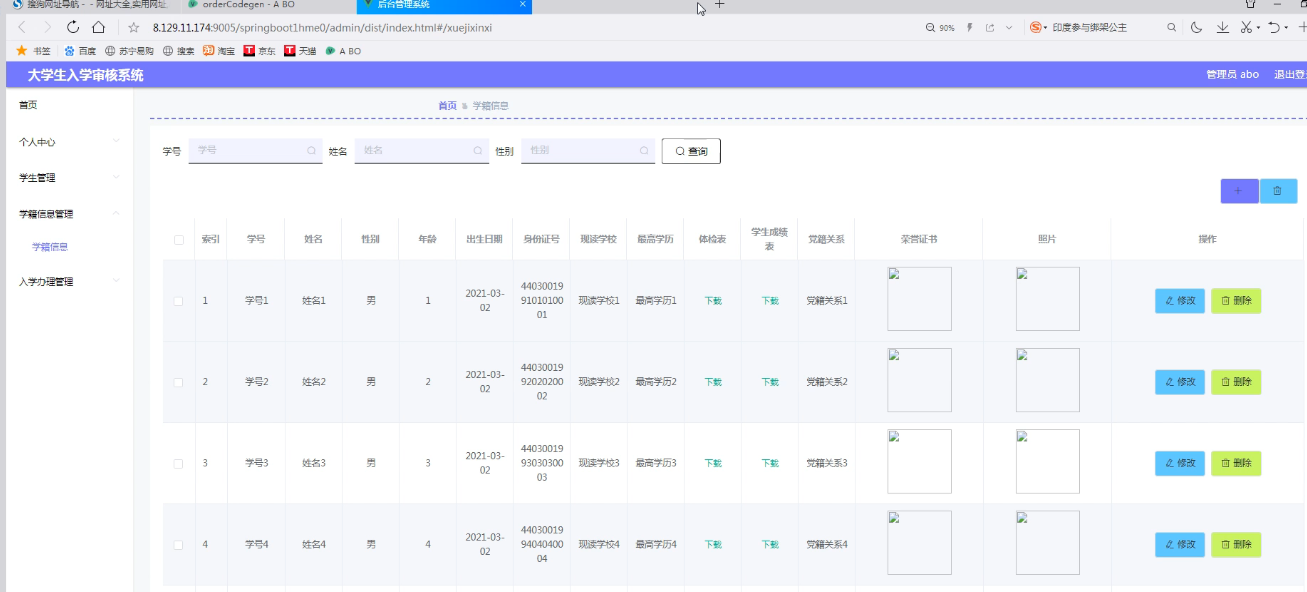 搜狗网址导航 - - 网址大全,实用网址
orderCodegen - A BO
后台管理系统
8.129.11.174:9005/springboot1hme0/admin/dist/index.html#/xuejixinxi
90%
印度参与绑架公主
书签
百度
苏宁易购
搜索
淘宝
京东
天猫
A BO
大学生入学审核系统
管理员 abo
退出登
首页
个人中心
学生管理
学籍信息管理
学籍信息
入学办理管理
首页 学籍信息
学号 学号 姓名 姓名 性别 性别 查询
索引 学号 姓名 性别 年龄 出生日期 身份证号 现读学校 最高学历 体检表 学生成绩
表 党籍关系 荣誉证书 照片 操作
1 学号1 姓名1 男 1 2021-03-
02 44030019
91010100
01 现读学校1 最高学历1 下载 下载 党籍关系1 修改 删除
2 学号2 姓名2 男 2 2021-03-
02 44030019
92020200
02 现读学校2 最高学历2 下载 下载 党籍关系2 修改 删除
3 学号3 姓名3 男 3 2021-03-
02 44030019
93030300
03 现读学校3 最高学历3 下载 下载 党籍关系3 修改 删除
4 学号4 姓名4 男 4 2021-03-
02 44030019
94040400
04 现读学校4 最高学历4 下载 下载 党籍关系4 修改 删除